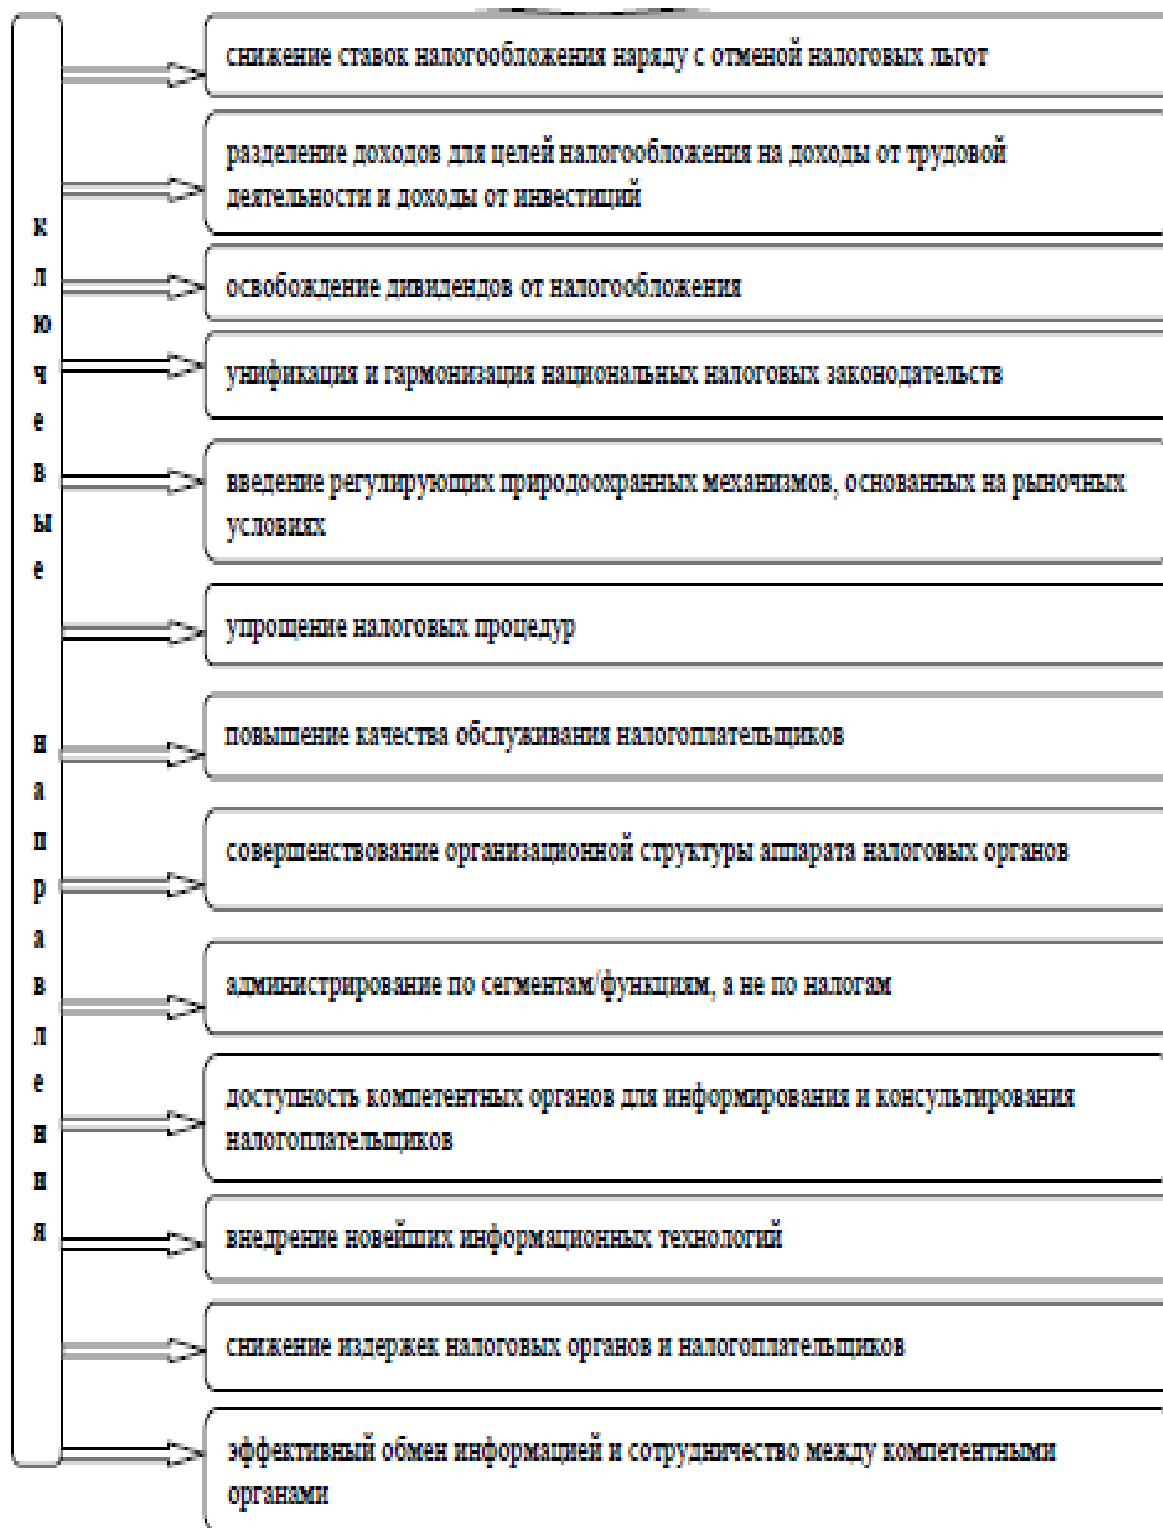 ключевые направления
снижение ставок налогообложения наряду с отменой налоговых льгот
разделение доходов для целей налогообложения на доходы от трудовой
деятельности и доходы от инвестиций
освобождение дивидендов от налогообложения
унификация и гармонизация национальных налоговых законодательств
введение регулирующих природоохранных механизмов, основанных на рыночных
условиях
упрощение налоговых процедур
повышение качества обслуживания налогоплательщиков
совершенствование организационной структуры аппарата налоговых органов
администрирование по сегментам/функциям, а не по налогам
доступность компетентных органов для информирования и консультирования
налогоплательщиков
внедрение новейших информационных технологий
снижение издержек налоговых органов и налогоплательщиков
эффективный обмен информацией и сотрудничество между компетентными
органами